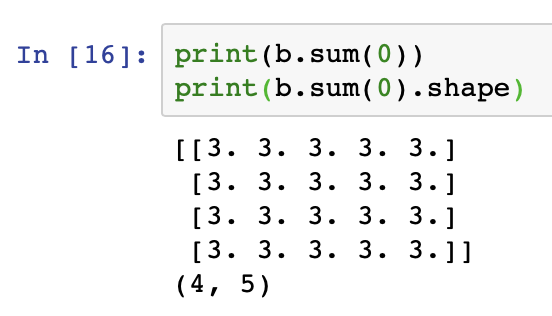 In [16]: print(b.sum(0))
print(b.sum(0).shape)
[[3. 3. 3. 3. 3.]
 [3. 3. 3. 3. 3.]
 [3. 3. 3. 3. 3.]
 [3. 3. 3. 3. 3.]]
(4, 5)